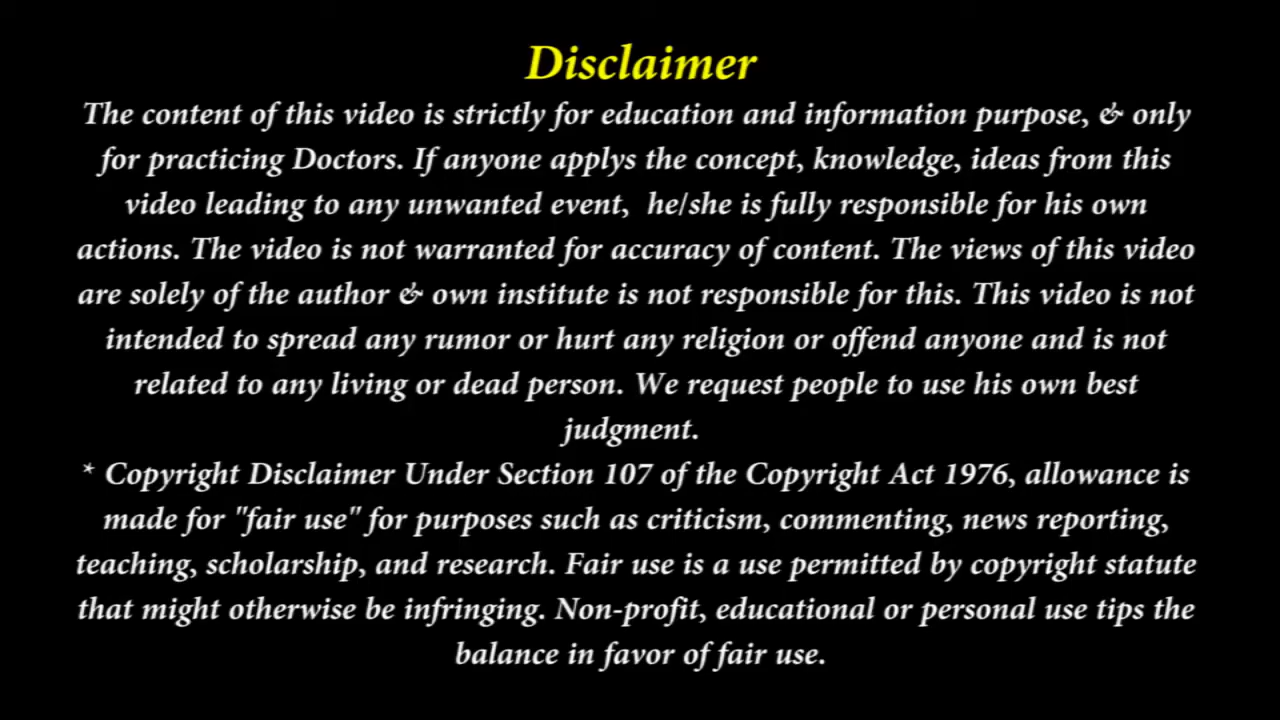 Disclaimer
The content of this video is strictly for education and information purpose, & only
for practicing Doctors. If anyone applys the concept, knowledge, ideas from this
video leading to any unwanted event,  he/she is fully responsible for his own
actions. The video is not warranted for accuracy of content. The views of this video
are solely of the author & own institute is not responsible for this. This video is not
intended to spread any rumor or hurt any religion or offend anyone and is not
related to any living or dead person. We request people to use his own best
judgment.
* Copyright Disclaimer Under Section 107 of the Copyright Act 1976, allowance is
made for "fair use" for purposes such as criticism, commenting, news reporting,
teaching, scholarship, and research. Fair use is a use permitted by copyright statute
that might otherwise be infringing. Non-profit, educational or personal use tips the
balance in favor of fair use.